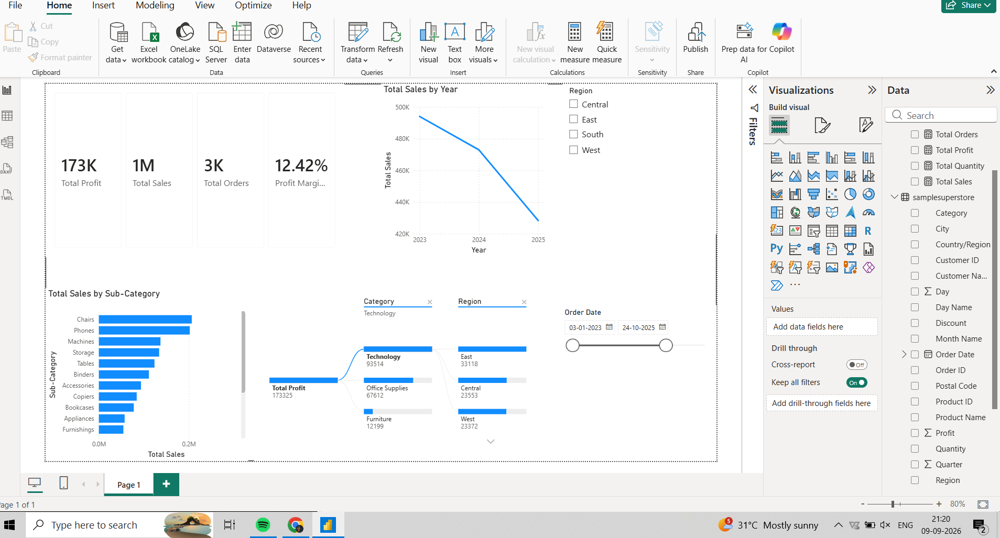 File Home Insert Modeling View Optimize Help
Share
Paste
Cut
Copy
Format painter
Clipboard
Get data
Excel workbook
OneLake catalog
SQL Server
Enter data
Dataverse
Recent sources
Data
Transform data
Refresh
Queries
New visual
Text box
More visuals
Insert
New visual calculation
New measure
Quick measure
Calculations
Sensitivity
Sensitivity
Publish
Share
Prep data for AI
Copilot
Copilot
DAX
TMDL
173K
Total Profit
1M
Total Sales
3K
Total Orders
12.42%
Profit Margi...
Total Sales by Year
500K
480K
460K
440K
420K
Total Sales
2023 2024 2025
Year
Region
Central
East
South
West
Total Sales by Sub-Category
Sub-Category
Chairs
Phones
Machines
Storage
Tables
Binders
Accessories
Copiers
Bookcases
Appliances
Furnishings
0.0M 0.2M
Total Sales
Category
Technology
Region
Total Profit
173325
Technology
93514
Office Supplies
67612
Furniture
12199
East
33118
Central
23553
West
23372
Order Date
03-01-2023 24-10-2025
Filters
Visualizations
Build visual
123
R
Py
...
Values
Add data fields here
Drill through
Cross-report
Off
Keep all filters
On
Add drill-through fields here
Data
Search
Total Orders
Total Profit
Total Quantity
Total Sales
samplesuperstore
Category
City
Country/Region
Customer ID
Customer Na...
Day
Day Name
Discount
Month Name
Order Date
Order ID
Postal Code
Product ID
Product Name
Profit
Quantity
Quarter
Region
Page 1
age 1 of 1
80%
Type here to search
5
31°C Mostly sunny
ENG
21:20
09-09-2026
2